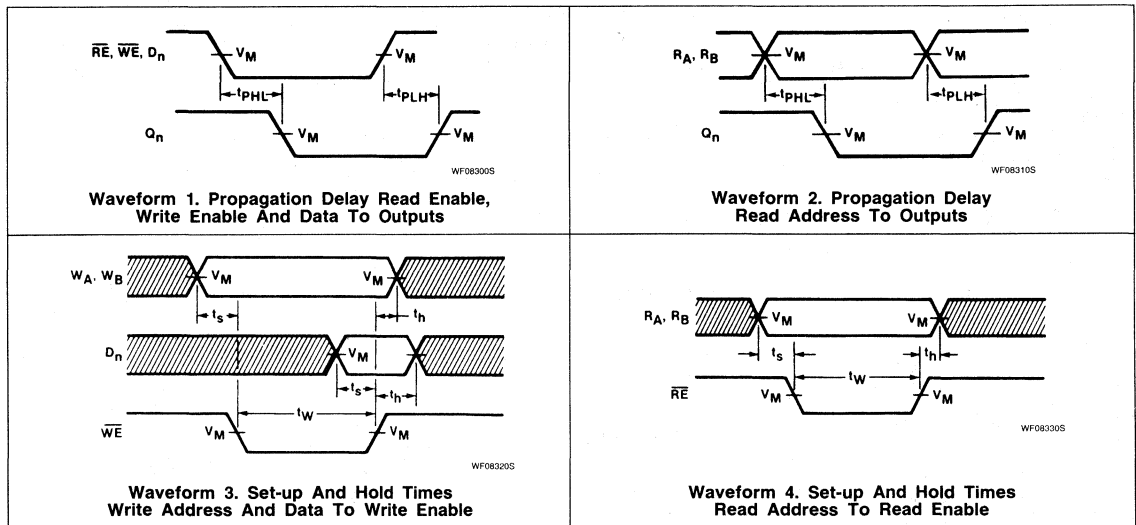 R̅E̅, W̅E̅, Dn
VM
VM
tPHL
tPLH
Qn
VM
VM
WF08300S
Waveform 1. Propagation Delay Read Enable,
Write Enable And Data To Outputs
RA, RB
VM
VM
tPHL
tPLH
Qn
VM
VM
WF08310S
Waveform 2. Propagation Delay
Read Address To Outputs
WA, WB
VM
VM
ts
th
Dn
VM
ts
th
tW
W̅E̅
VM
VM
WF08320S
Waveform 3. Set-up And Hold Times
Write Address And Data To Write Enable
RA, RB
VM
VM
ts
th
tW
R̅E̅
VM
VM
WF08330S
Waveform 4. Set-up And Hold Times
Read Address To Read Enable